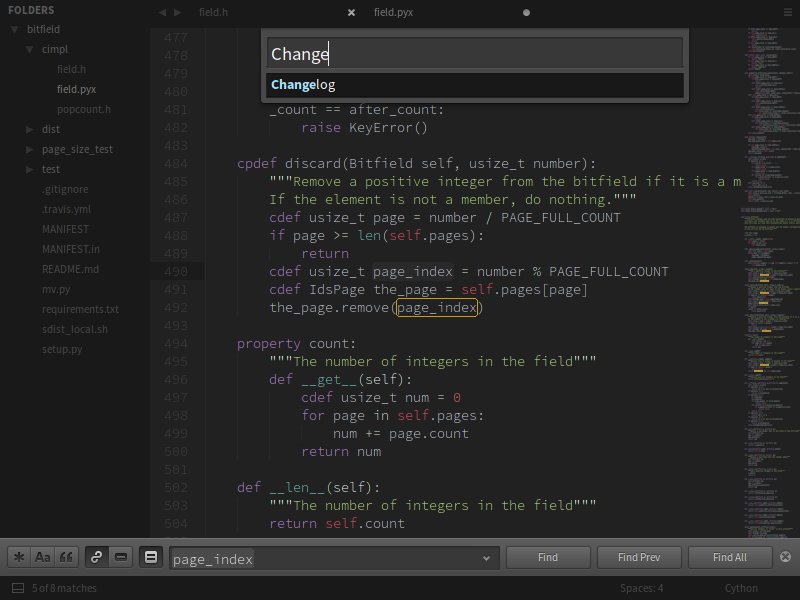 FOLDERS
bitfield
cimpl
field.h
field.pyx
popcount.h
dist
page_size_test
test
.gitignore
.travis.yml
MANIFEST
MANIFEST.in
README.md
mv.py
requirements.txt
sdist_local.sh
setup.py
field.h
field.pyx
Change
Changelog
477
478
479
480
481 _count == after_count:
482 raise KeyError()
483
484 cpdef discard(Bitfield self, usize_t number):
485 """Remove a positive integer from the bitfield if it is a m
486 If the element is not a member, do nothing."""
487 cdef usize_t page = number / PAGE_FULL_COUNT
488 if page >= len(self.pages):
489 return
490 cdef usize_t page_index = number % PAGE_FULL_COUNT
491 cdef IdsPage the_page = self.pages[page]
492 the_page.remove(page_index)
493
494 property count:
495 """The number of integers in the field"""
496 def __get__(self):
497 cdef usize_t num = 0
498 for page in self.pages:
499 num += page.count
500 return num
501
502 def __len__(self):
503 """The number of integers in the field"""
504 return self.count
Aa
page_index
Find
Find Prev
Find All
5 of 8 matches
Spaces: 4
Cython